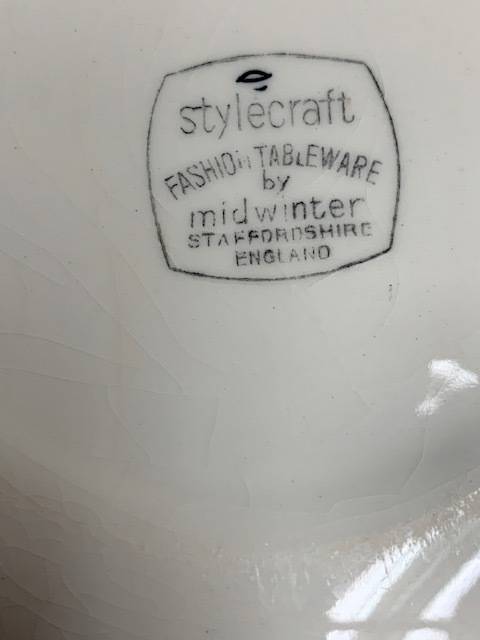 stylecraft
FASHION TABLEWARE
by
midwinter
STAFFORDSHIRE
ENGLAND